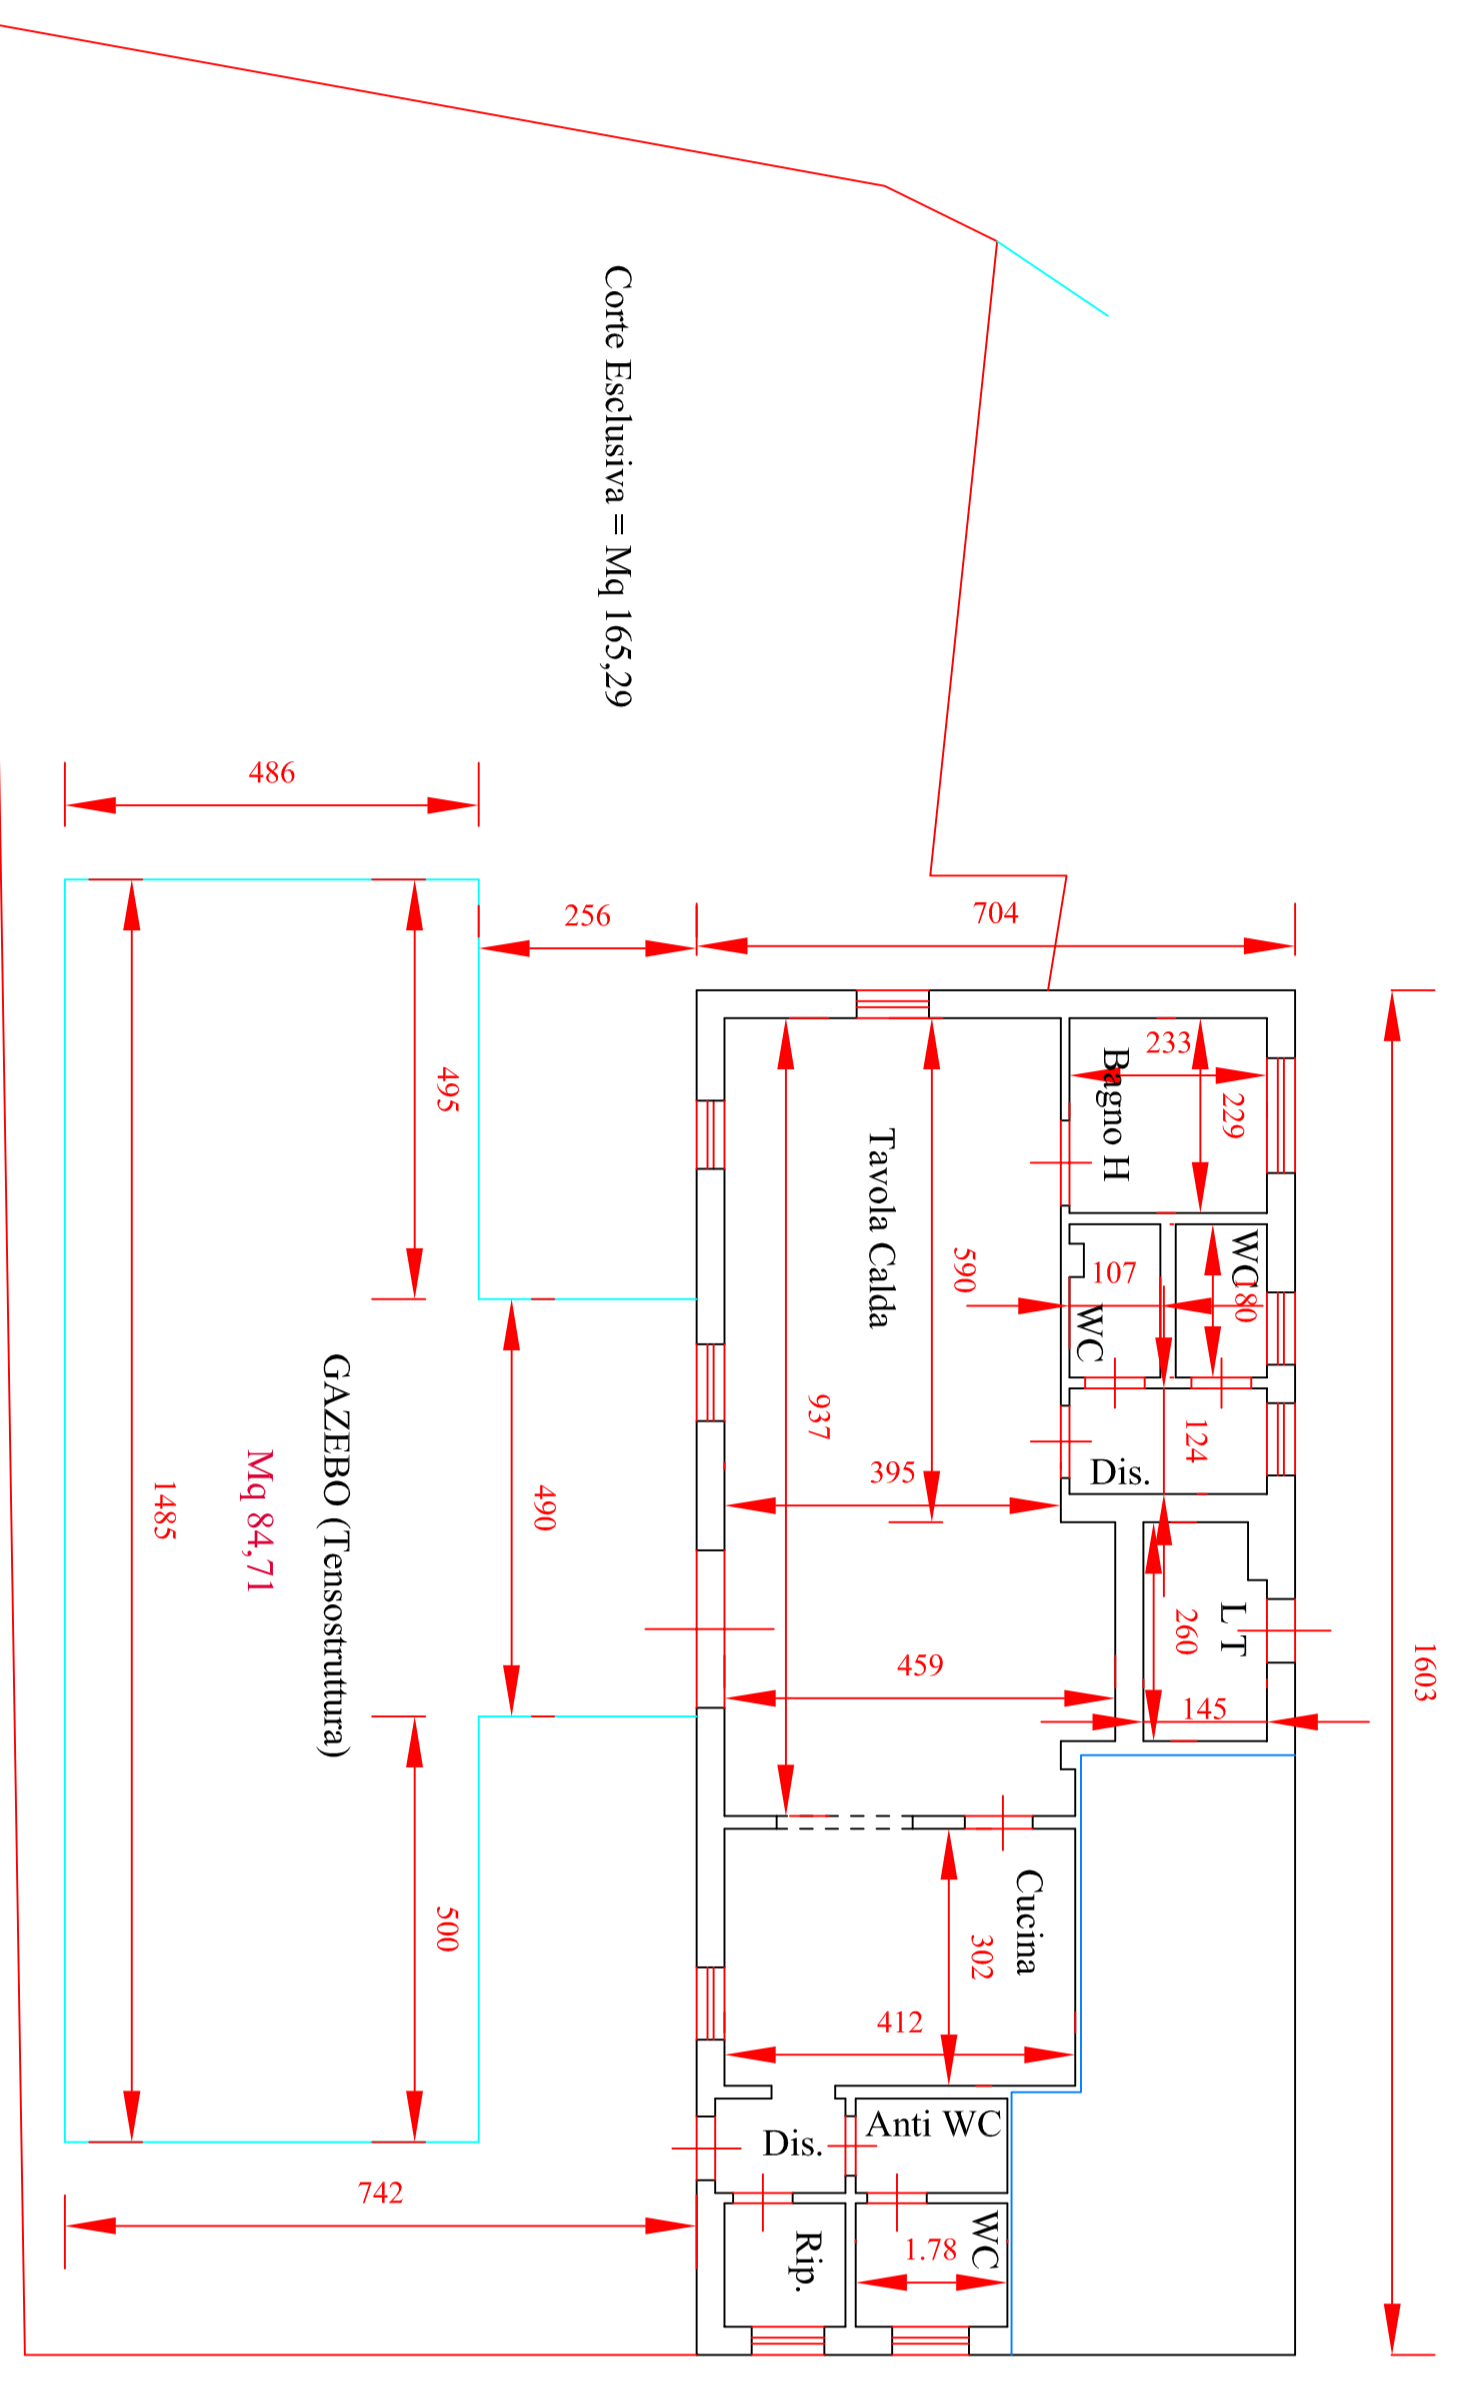 Corte Esclusiva = Mq 165,29
486
256
704
495
233
Bagno H
229
Tavola Calda
590
107
WC
180
WC
937
124
395
Dis.
490
1485
GAZEBO (Tensostruttura)
Mq 84,71
260
L T
459
145
1603
500
Cucina
302
412
Anti WC
Dis.
742
Rip.
1.78
WC